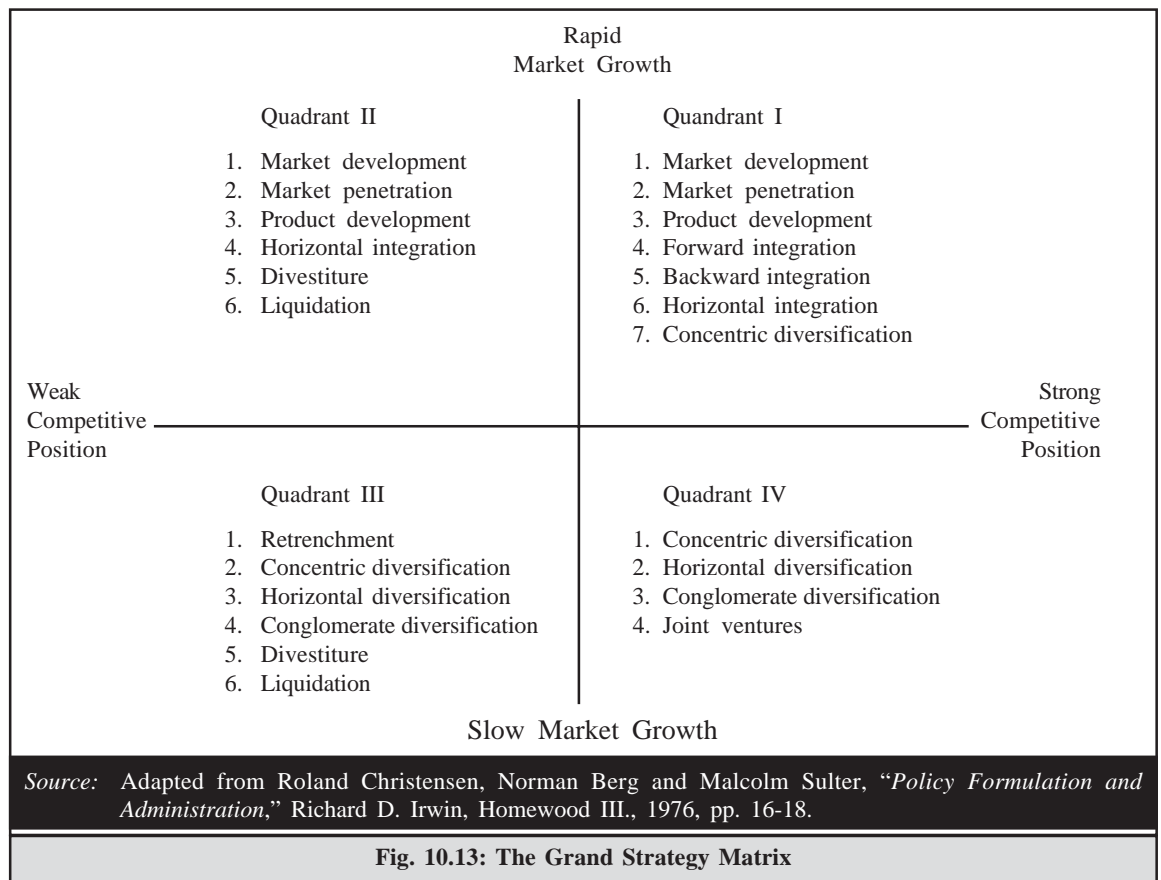 Rapid
Market Growth
Quadrant II
1. Market development
2. Market penetration
3. Product development
4. Horizontal integration
5. Divestiture
6. Liquidation
Quandrant I
1. Market development
2. Market penetration
3. Product development
4. Forward integration
5. Backward integration
6. Horizontal integration
7. Concentric diversification
Weak
Competitive
Position
Strong
Competitive
Position
Quadrant III
1. Retrenchment
2. Concentric diversification
3. Horizontal diversification
4. Conglomerate diversification
5. Divestiture
6. Liquidation
Quadrant IV
1. Concentric diversification
2. Horizontal diversification
3. Conglomerate diversification
4. Joint ventures
Slow Market Growth
Source: Adapted from Roland Christensen, Norman Berg and Malcolm Sulter, “Policy Formulation and
Administration,” Richard D. Irwin, Homewood III., 1976, pp. 16-18.
Fig. 10.13: The Grand Strategy Matrix